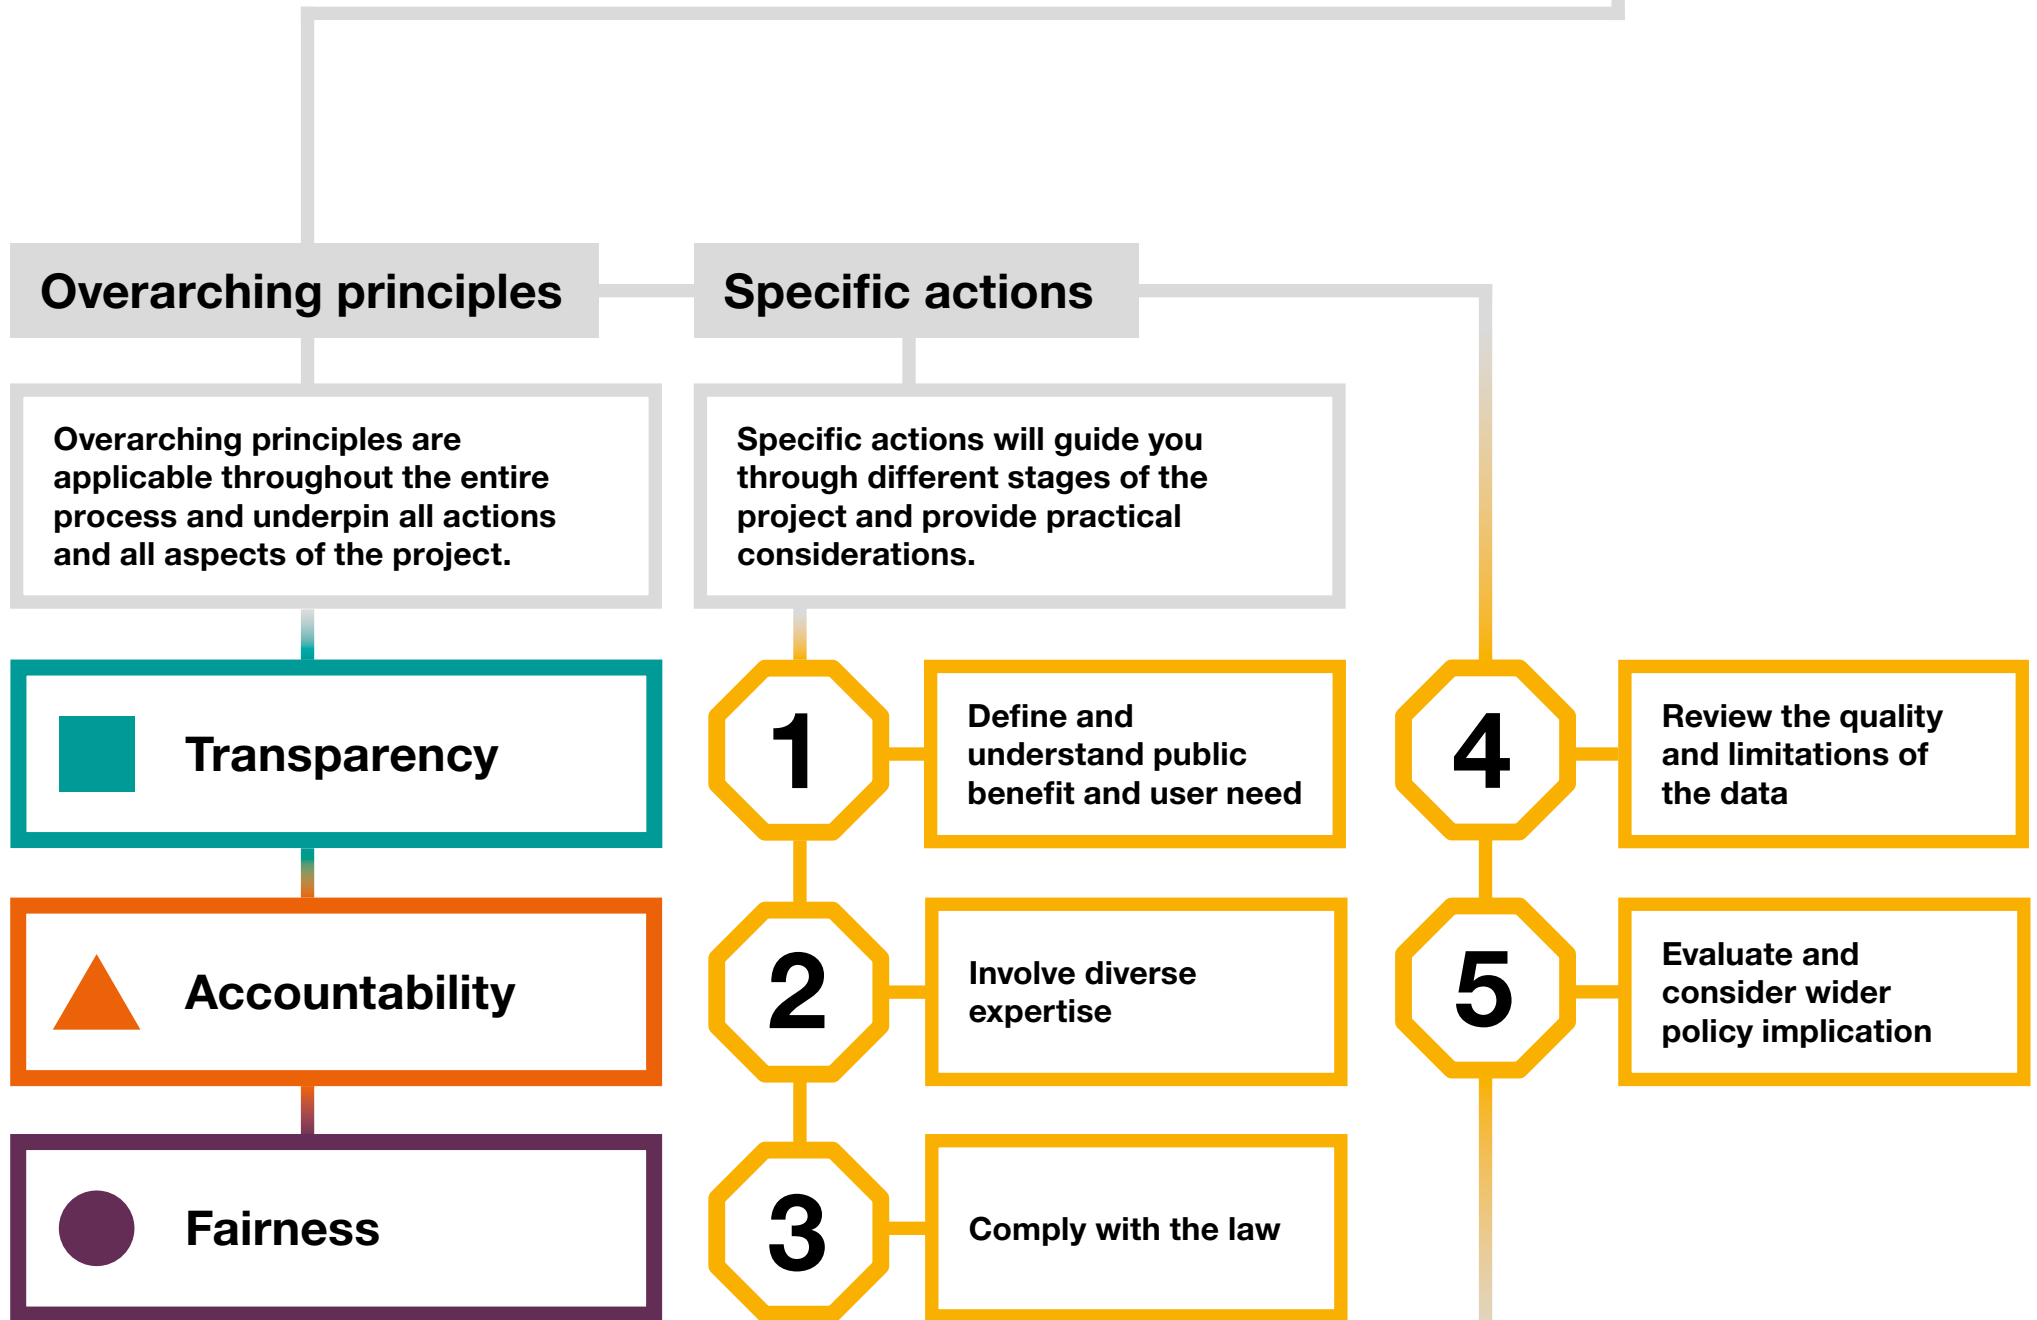 Overarching principles
Overarching principles are
applicable throughout the entire
process and underpin all actions
and all aspects of the project.
Transparency
Accountability
Fairness
Specific actions
Specific actions will guide you
through different stages of the
project and provide practical
considerations.
1
Define and
understand public
benefit and user need
2
Involve diverse
expertise
3
Comply with the law
4
Review the quality
and limitations of
the data
5
Evaluate and
consider wider
policy implication